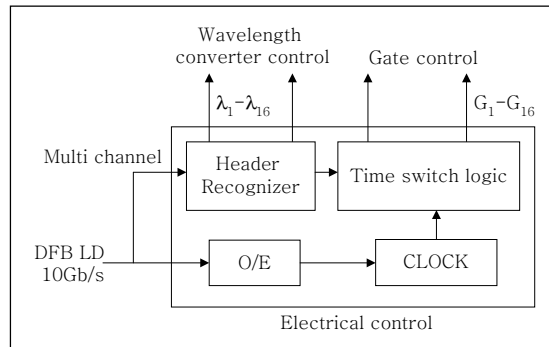 Wavelength
converter control
Gate control
λ₁-λ₁₆
G₁-G₁₆
Multi channel
Header
Recognizer
Time switch logic
DFB LD
10Gb/s
O/E
CLOCK
Electrical control